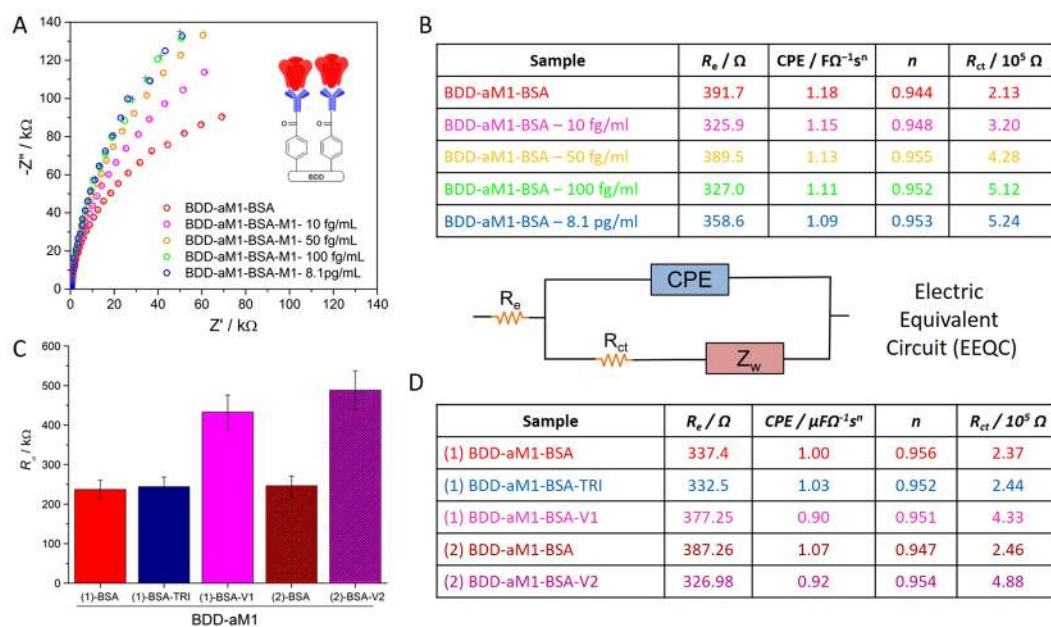 A
-Z" / kΩ
140
120
100
80
60
40
20
0
0 20 40 60 80 100 120 140
Z' / kΩ
O
O
BDD
BDD-aM1-BSA
BDD-aM1-BSA-M1- 10 fg/mL
BDD-aM1-BSA-M1- 50 fg/mL
BDD-aM1-BSA-M1- 100 fg/mL
BDD-aM1-BSA-M1- 8.1pg/mL
B
Sample Re / Ω CPE / FΩ⁻¹sⁿ n Rct / 10⁵ Ω
BDD-aM1-BSA 391.7 1.18 0.944 2.13
BDD-aM1-BSA – 10 fg/ml 325.9 1.15 0.948 3.20
BDD-aM1-BSA – 50 fg/ml 389.5 1.13 0.955 4.28
BDD-aM1-BSA – 100 fg/ml 327.0 1.11 0.952 5.12
BDD-aM1-BSA – 8.1 pg/ml 358.6 1.09 0.953 5.24
Re
CPE
Rct
Zw
Electric
Equivalent
Circuit (EEQC)
C
Rct / kΩ
600
500
400
300
200
100
0
(1)-BSA (1)-BSA-TRI (1)-BSA-V1 (2)-BSA (2)-BSA-V2
BDD-aM1
D
Sample Re / Ω CPE / µFΩ⁻¹sⁿ n Rct / 10⁵ Ω
(1) BDD-aM1-BSA 337.4 1.00 0.956 2.37
(1) BDD-aM1-BSA-TRI 332.5 1.03 0.952 2.44
(1) BDD-aM1-BSA-V1 377.25 0.90 0.951 4.33
(2) BDD-aM1-BSA 387.26 1.07 0.947 2.46
(2) BDD-aM1-BSA-V2 326.98 0.92 0.954 4.88